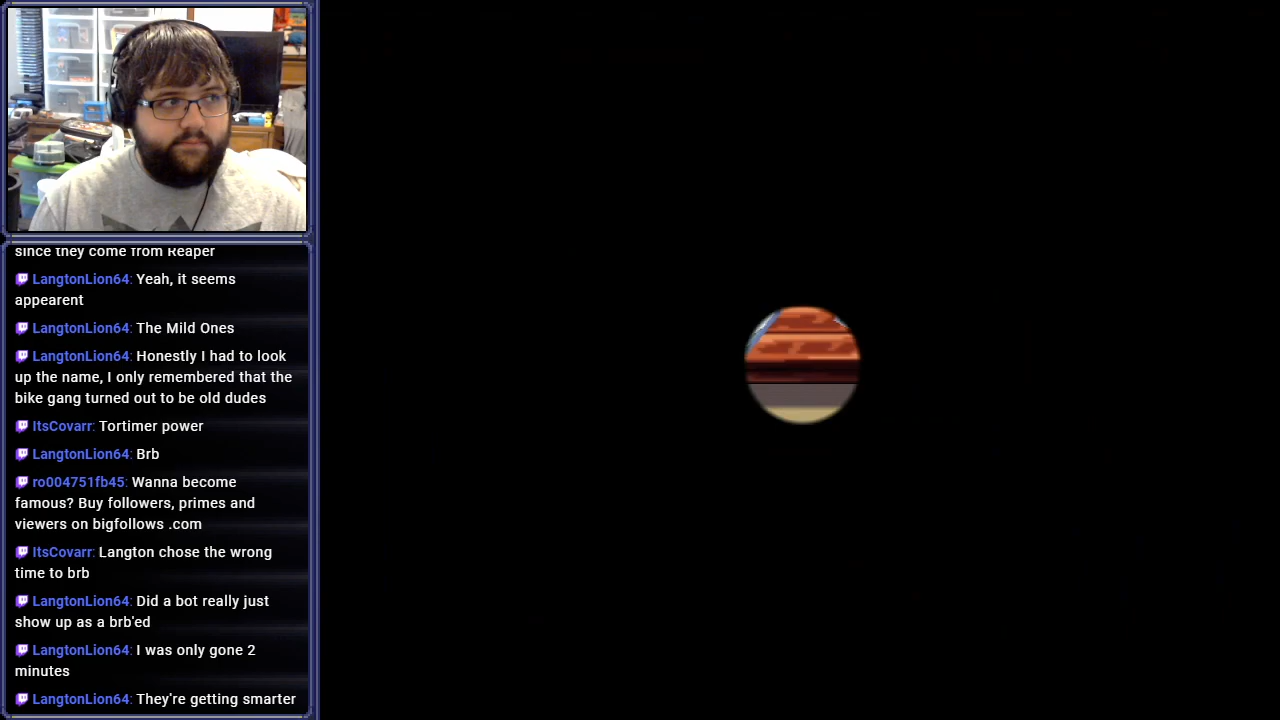 since they come from Reaper
LangtonLion64: Yeah, it seems
appearent
LangtonLion64: The Mild Ones
LangtonLion64: Honestly I had to look
up the name, I only remembered that the
bike gang turned out to be old dudes
ItsCovarr: Tortimer power
LangtonLion64: Brb
ro004751fb45: Wanna become
famous? Buy followers, primes and
viewers on bigfollows .com
ItsCovarr: Langton chose the wrong
time to brb
LangtonLion64: Did a bot really just
show up as a brb'ed
LangtonLion64: I was only gone 2
minutes
LangtonLion64: They're getting smarter